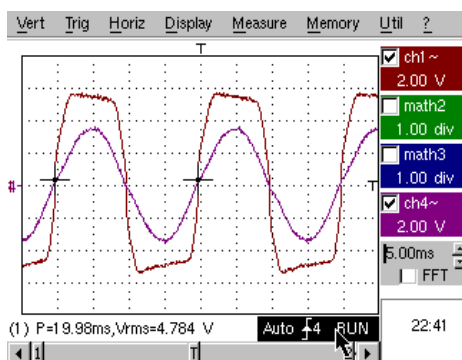 Vert Trig Horiz Display Measure Memory Util ?
T
ch1~
2.00 V
math2
1.00 div
math3
1.00 div
T
ch4~
2.00 V
5.00ms
FFT
(1) P=19.98ms,Vrms=4.784 V Auto 4 RUN
22:41
1 T